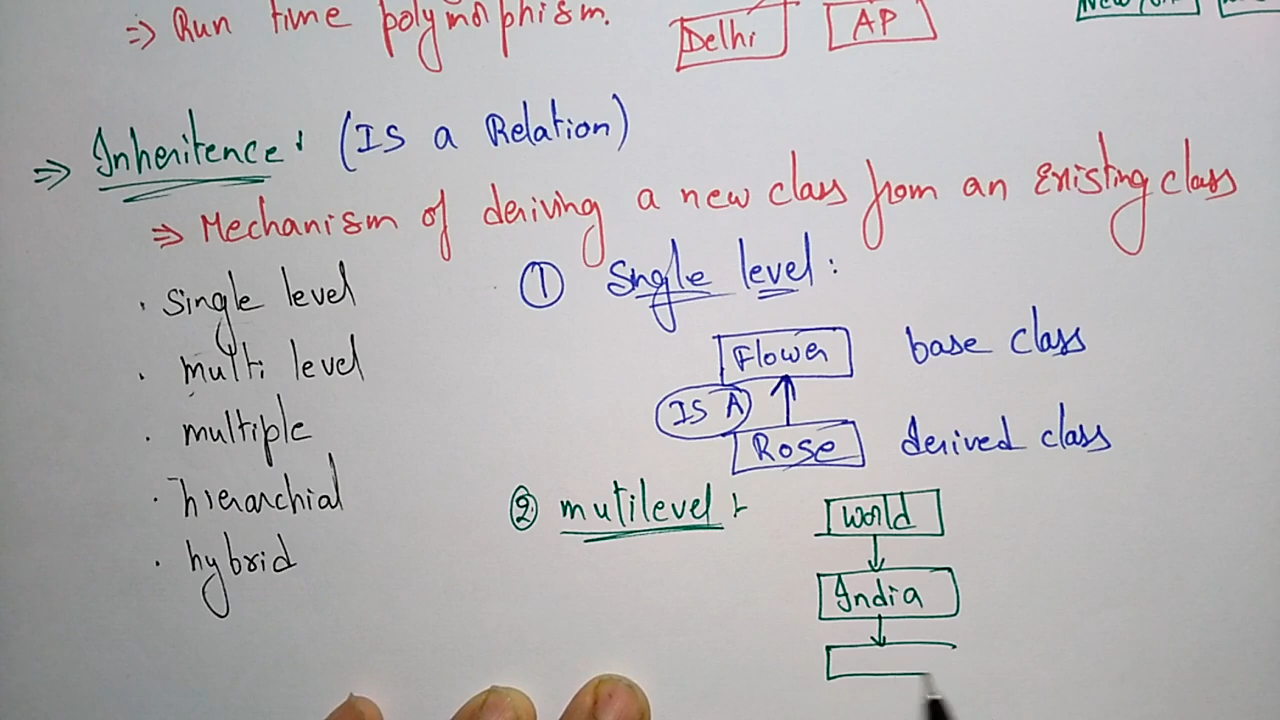 ⇒ Run time polymorphism.
Delhi
AP
New York
⇒ Inheritence: (IS a Relation)
⇒ Mechanism of deriving a new class from an Existing class
· single level
· multi level
· multiple
· hierarchial
· hybrid
① Single level:
Flower base class
IS A
Rose derived class
② mutilevel:
World
India